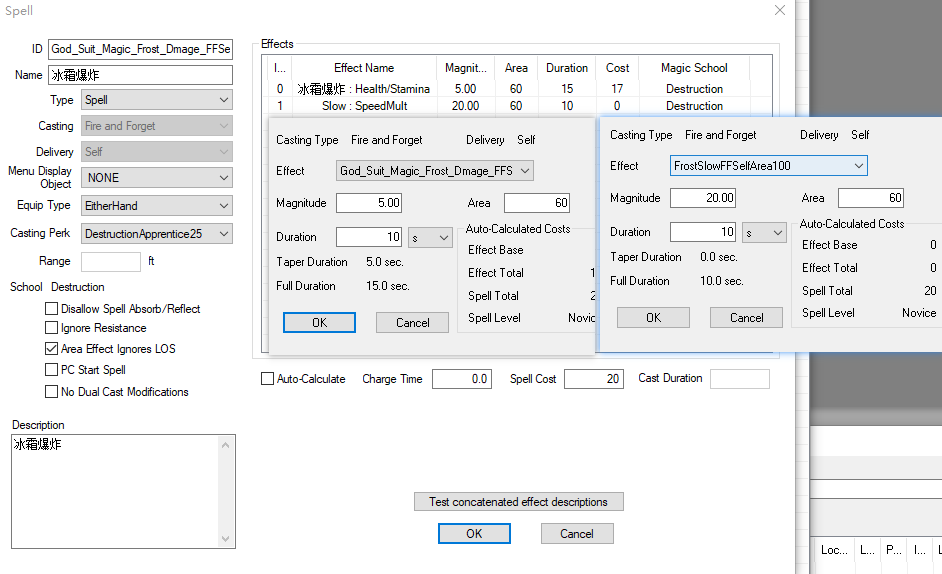 Spell
ID God_Suit_Magic_Frost_Dmage_FFSe
Name 冰霜爆炸
Type Spell
Casting Fire and Forget
Delivery Self
Menu Display Object NONE
Equip Type EitherHand
Casting Perk DestructionApprentice25
Range ft
School Destruction
Disallow Spell Absorb/Reflect
Ignore Resistance
Area Effect Ignores LOS
PC Start Spell
No Dual Cast Modifications
Description
冰霜爆炸
Effects
I... Effect Name Magnit... Area Duration Cost Magic School
0 冰霜爆炸 : Health/Stamina 5.00 60 15 17 Destruction
1 Slow : SpeedMult 20.00 60 10 0 Destruction
Casting Type Fire and Forget Delivery Self
Effect God_Suit_Magic_Frost_Dmage_FFS
Magnitude 5.00 Area 60
Duration 10 s Auto-Calculated Costs
Effect Base
Taper Duration 5.0 sec.
Effect Total 1
Full Duration 15.0 sec.
Spell Total 2
OK Cancel Spell Level Novice
Casting Type Fire and Forget Delivery Self
Effect FrostSlowFFSelfArea100
Magnitude 20.00 Area 60
Duration 10 s Auto-Calculated Costs
Effect Base 0
Taper Duration 0.0 sec.
Effect Total 0
Full Duration 10.0 sec.
Spell Total 20
OK Cancel Spell Level Novice
Auto-Calculate Charge Time 0.0 Spell Cost 20 Cast Duration
Test concatenated effect descriptions
OK Cancel
Loc... L... P... I... L